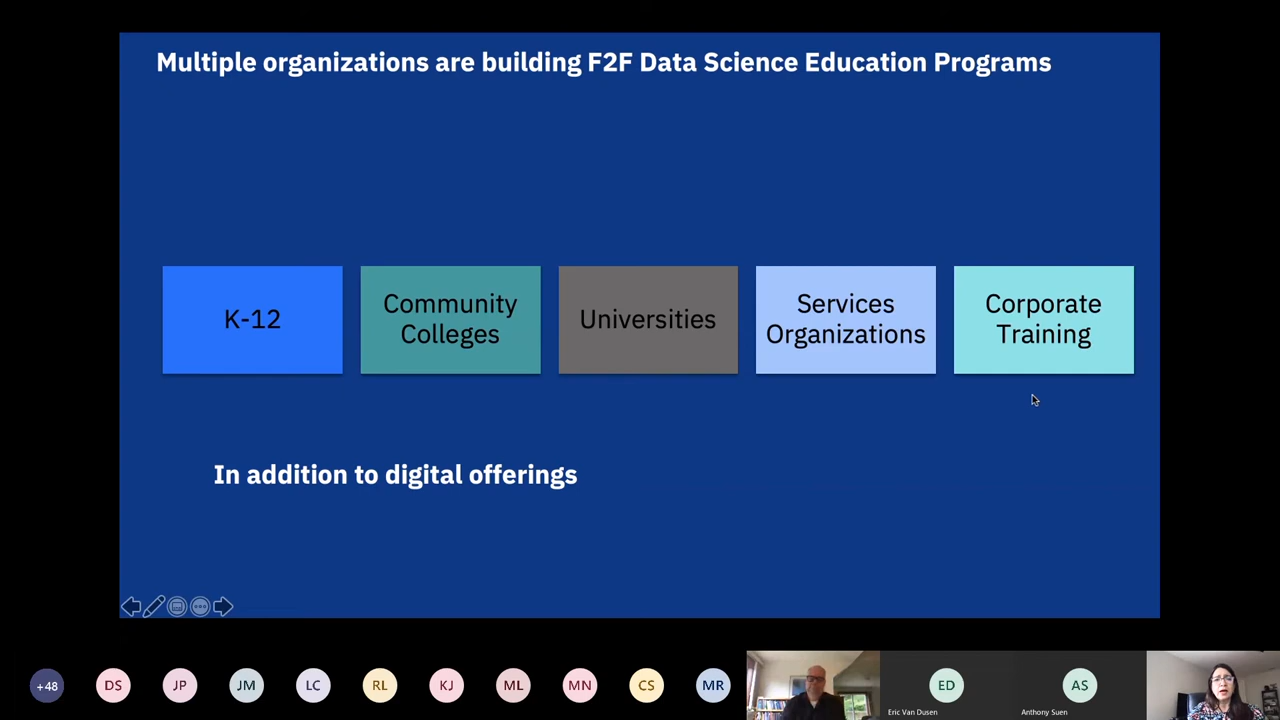 Multiple organizations are building F2F Data Science Education Programs
K-12
Community
Colleges
Universities
Services
Organizations
Corporate
Training
In addition to digital offerings
+48
DS
JP
JM
LC
RL
KJ
ML
MN
CS
MR
ED
Eric Van Dusen
AS
Anthony Suen